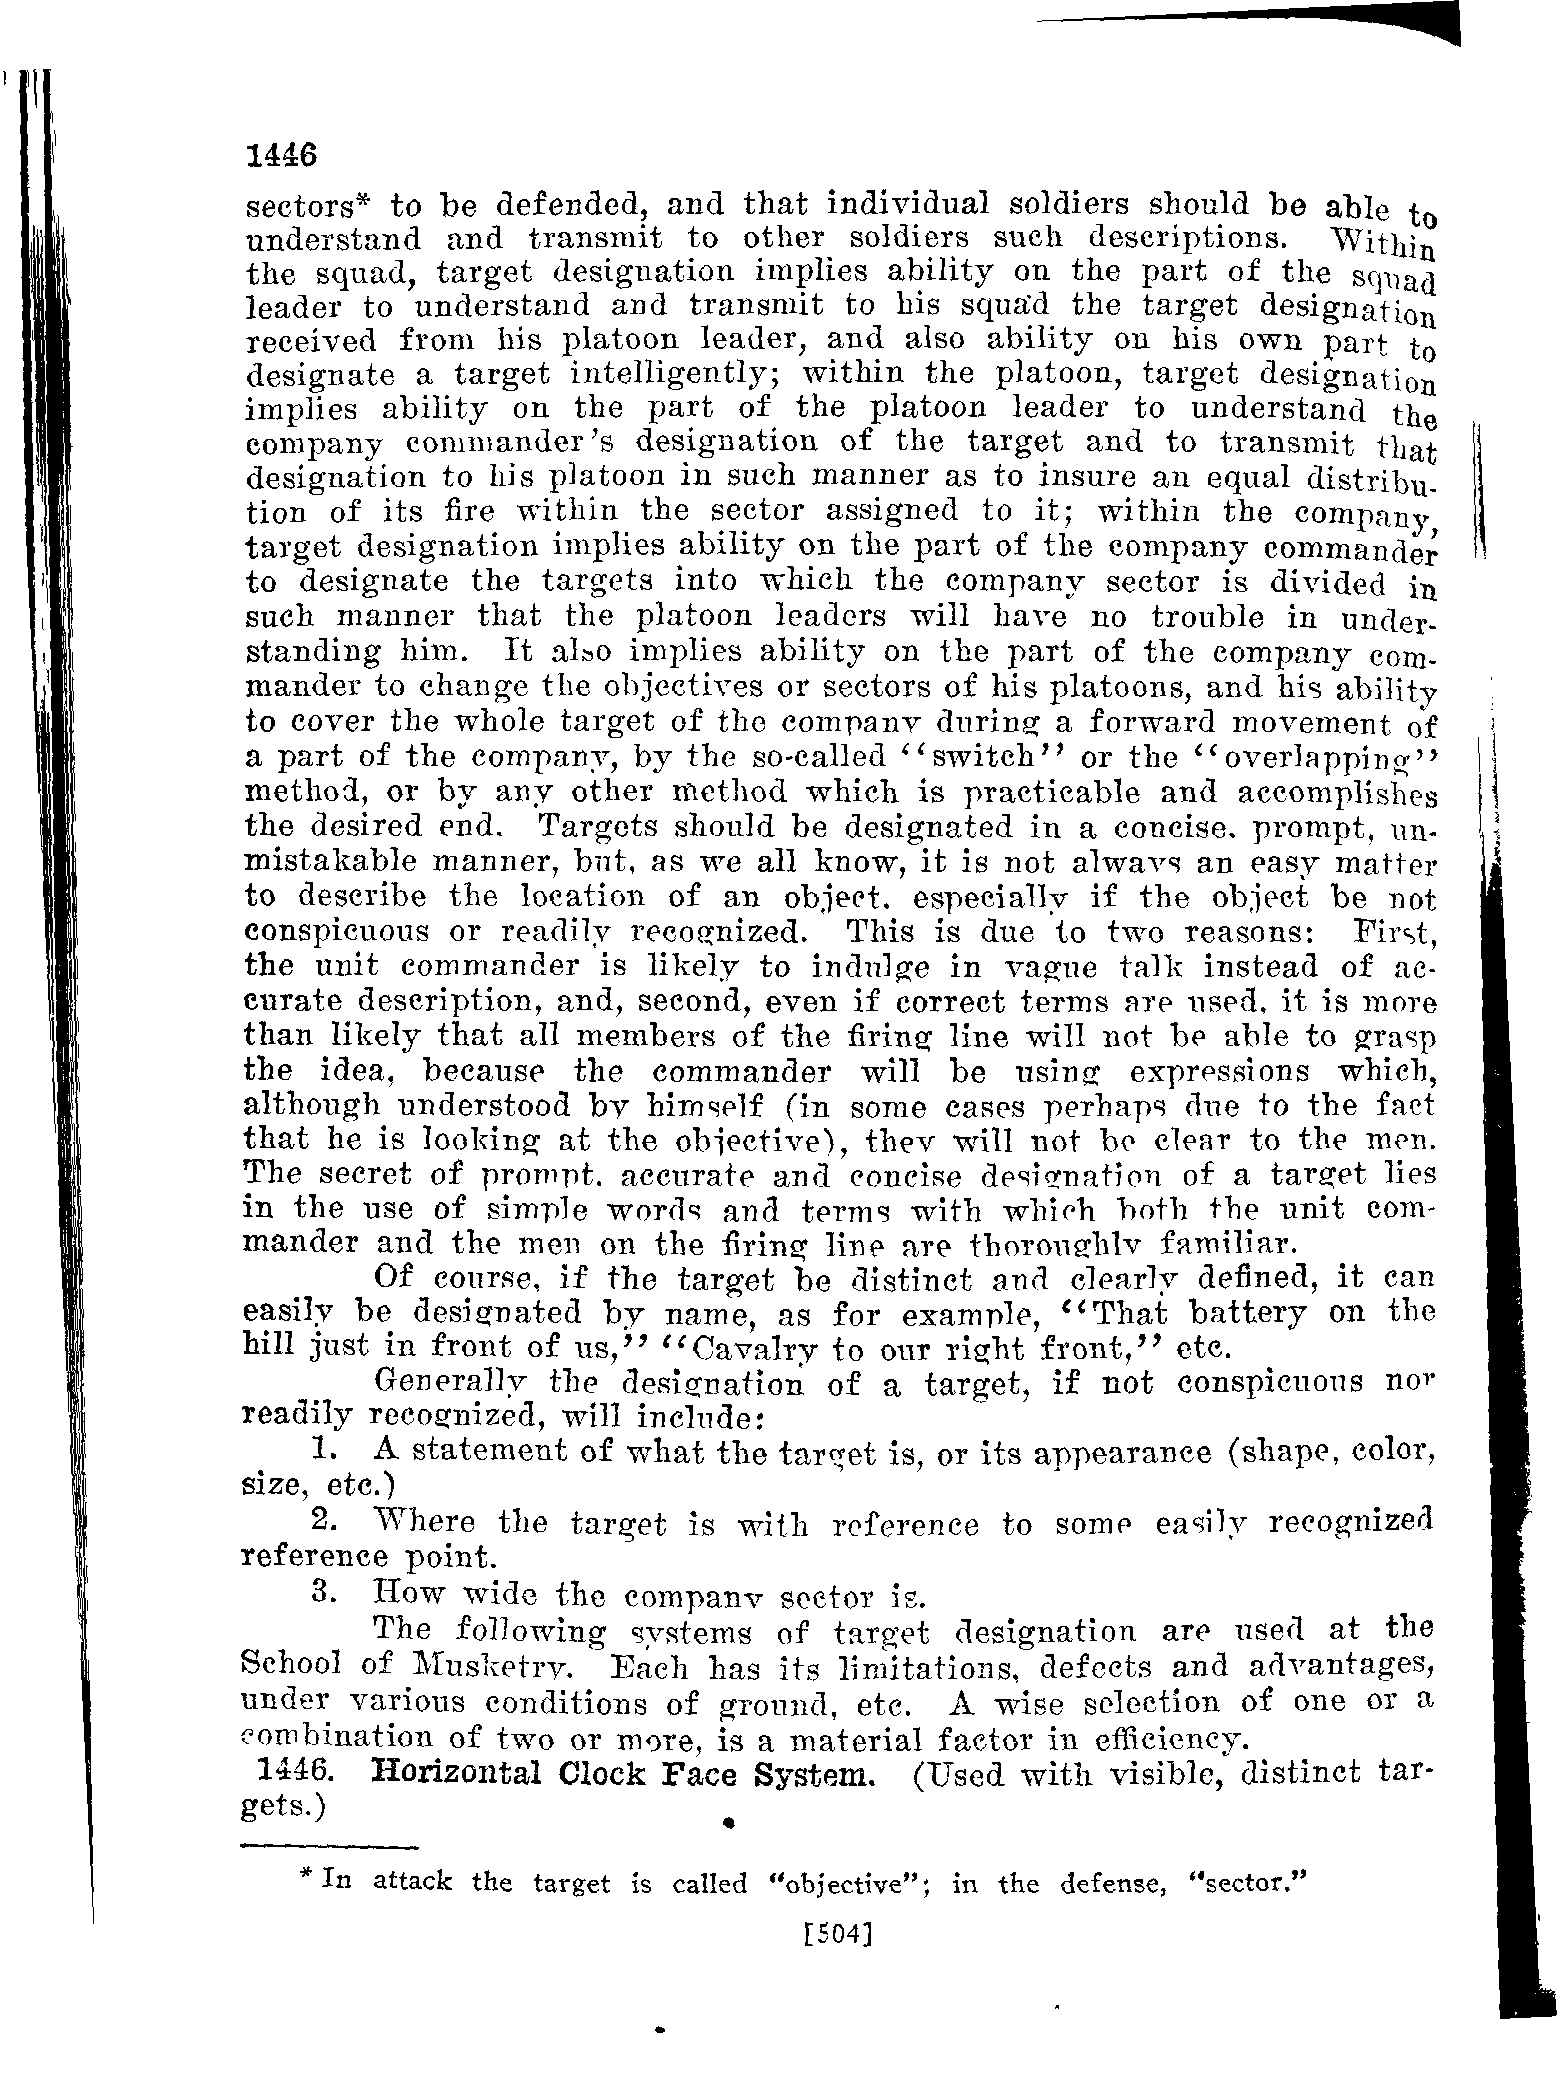 1446
sectors* to be defended, and that individual soldiers should be able to
understand and transmit to other soldiers such descriptions. Within
the squad, target designation implies ability on the part of the squad
leader to understand and transmit to his squad the target designation
received from his platoon leader, and also ability on his own part to
designate a target intelligently; within the platoon, target designation
implies ability on the part of the platoon leader to understand the
company commander's designation of the target and to transmit that
designation to his platoon in such manner as to insure an equal distribu-
tion of its fire within the sector assigned to it; within the company,
target designation implies ability on the part of the company commander
to designate the targets into which the company sector is divided in
such manner that the platoon leaders will have no trouble in under-
standing him. It also implies ability on the part of the company com-
mander to change the objectives or sectors of his platoons, and his ability
to cover the whole target of the company during a forward movement of
a part of the company, by the so-called "switch" or the "overlapping"
method, or by any other method which is practicable and accomplishes
the desired end. Targets should be designated in a concise, prompt, un-
mistakable manner, but, as we all know, it is not always an easy matter
to describe the location of an object, especially if the object be not
conspicuous or readily recognized. This is due to two reasons: First,
the unit commander is likely to indulge in vague talk instead of ac-
curate description, and, second, even if correct terms are used, it is more
than likely that all members of the firing line will not be able to grasp
the idea, because the commander will be using expressions which,
although understood by himself (in some cases perhaps due to the fact
that he is looking at the objective), they will not be clear to the men.
The secret of prompt, accurate and concise designation of a target lies
in the use of simple words and terms with which both the unit com-
mander and the men on the firing line are thoroughly familiar.
Of course, if the target be distinct and clearly defined, it can
easily be designated by name, as for example, "That battery on the
hill just in front of us," "Cavalry to our right front," etc.
Generally the designation of a target, if not conspicuous nor
readily recognized, will include:
1. A statement of what the target is, or its appearance (shape, color,
size, etc.)
2. Where the target is with reference to some easily recognized
reference point.
3. How wide the company sector is.
The following systems of target designation are used at the
School of Musketry. Each has its limitations, defects and advantages,
under various conditions of ground, etc. A wise selection of one or a
combination of two or more, is a material factor in efficiency.
1446. Horizontal Clock Face System. (Used with visible, distinct tar-
gets.)
* In attack the target is called "objective"; in the defense, "sector."
[504]